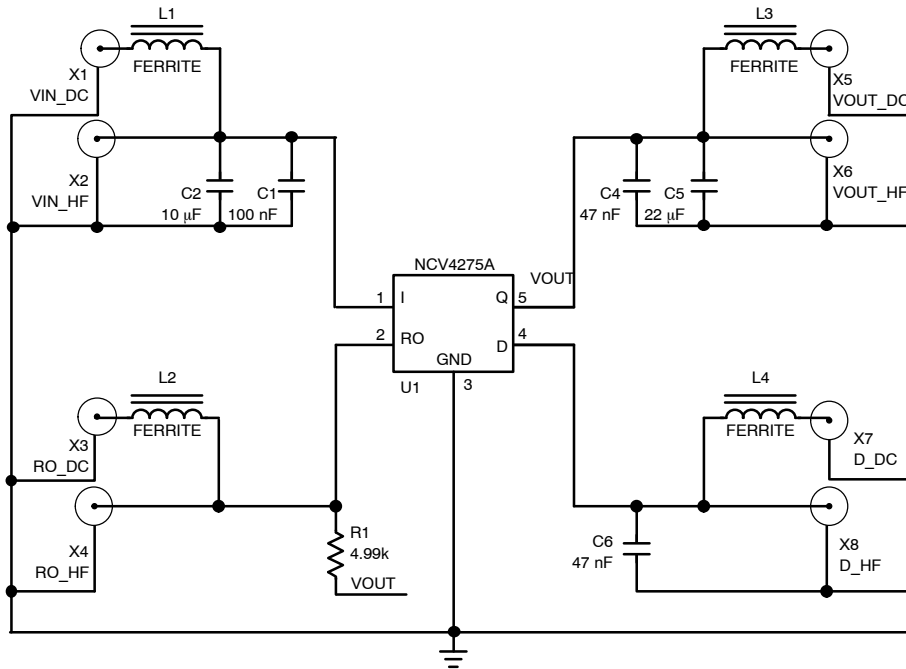 L1
FERRITE
X1
VIN_DC
X2
VIN_HF
C2
10 µF
C1
100 nF
L3
FERRITE
X5
VOUT_DC
X6
VOUT_HF
C4
47 nF
C5
22 µF
NCV4275A
VOUT
1
I
Q
5
2
RO
D
4
GND
U1
3
L2
FERRITE
X3
RO_DC
X4
RO_HF
R1
4.99k
VOUT
L4
FERRITE
X7
D_DC
C6
47 nF
X8
D_HF